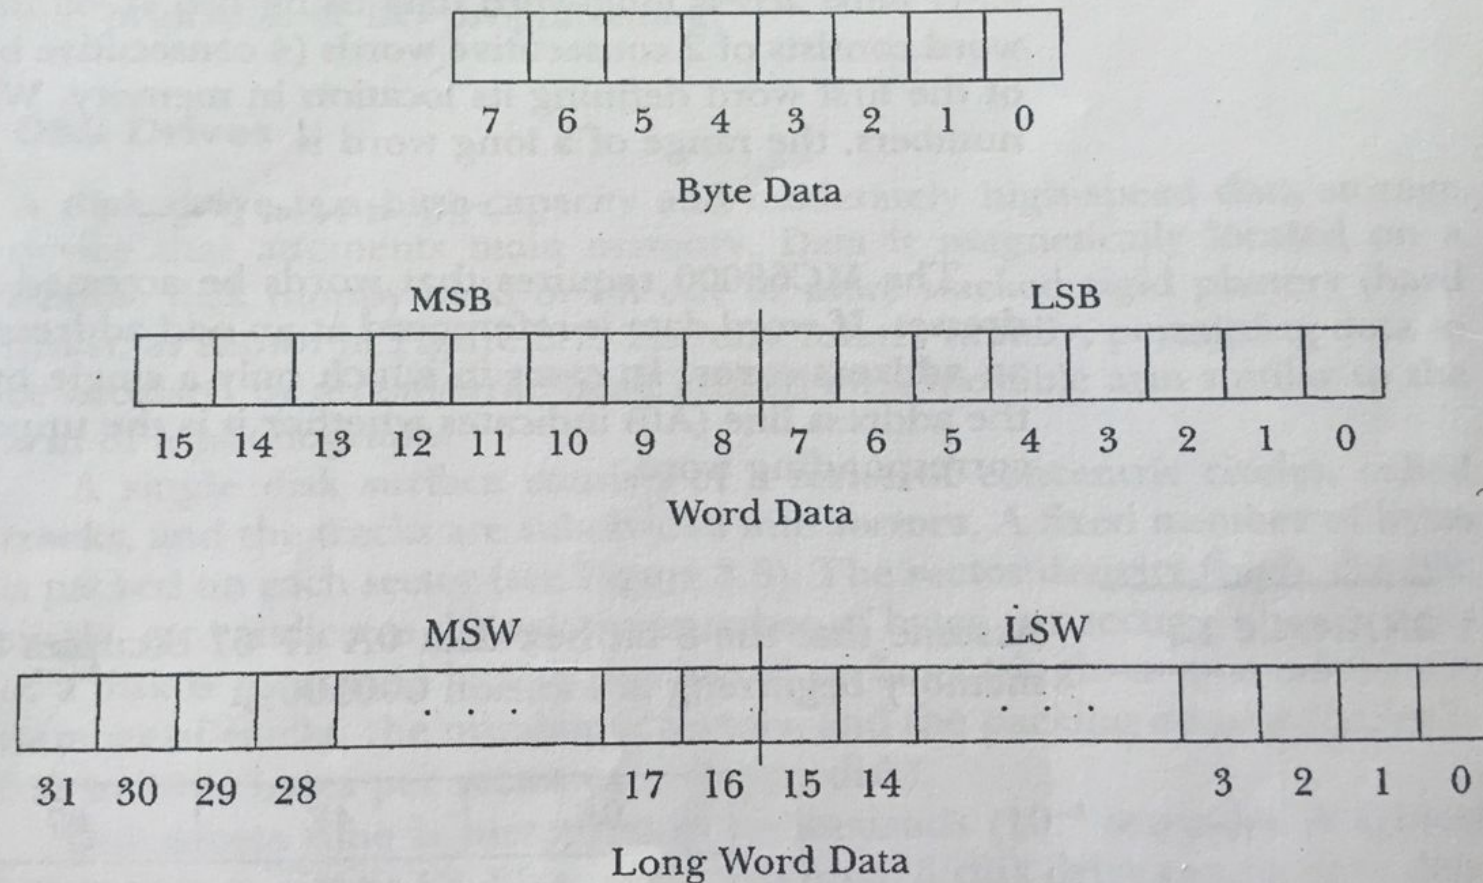 7 6 5 4 3 2 1 0
Byte Data
MSB LSB
15 14 13 12 11 10 9 8 7 6 5 4 3 2 1 0
Word Data
MSW LSW
. . . . . .
31 30 29 28 17 16 15 14 3 2 1 0
Long Word Data